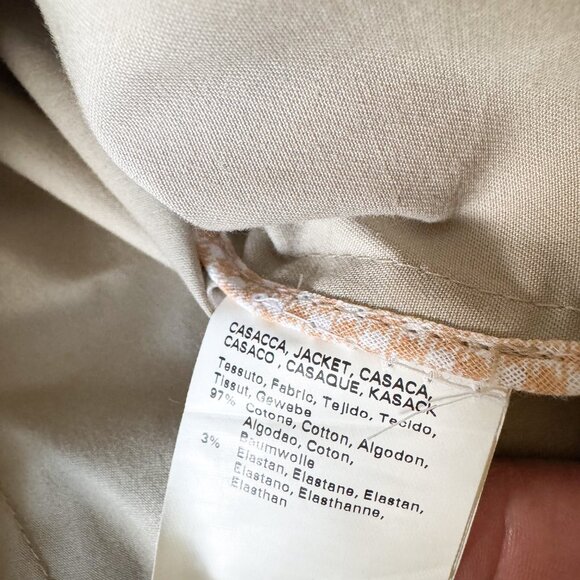 CASACCA, JACKET, CASACA,
CASACO , CASAQUE, KASACK
Tessuto, Fabric, Tejido, Tecido,
Tissut, Gewebe
97% Cotone, Cotton, Algodon,
Algodao, Coton,
Baumwolle
3% Elastan, Elastane, Elastan,
Elastano, Elasthanne,
Elasthan